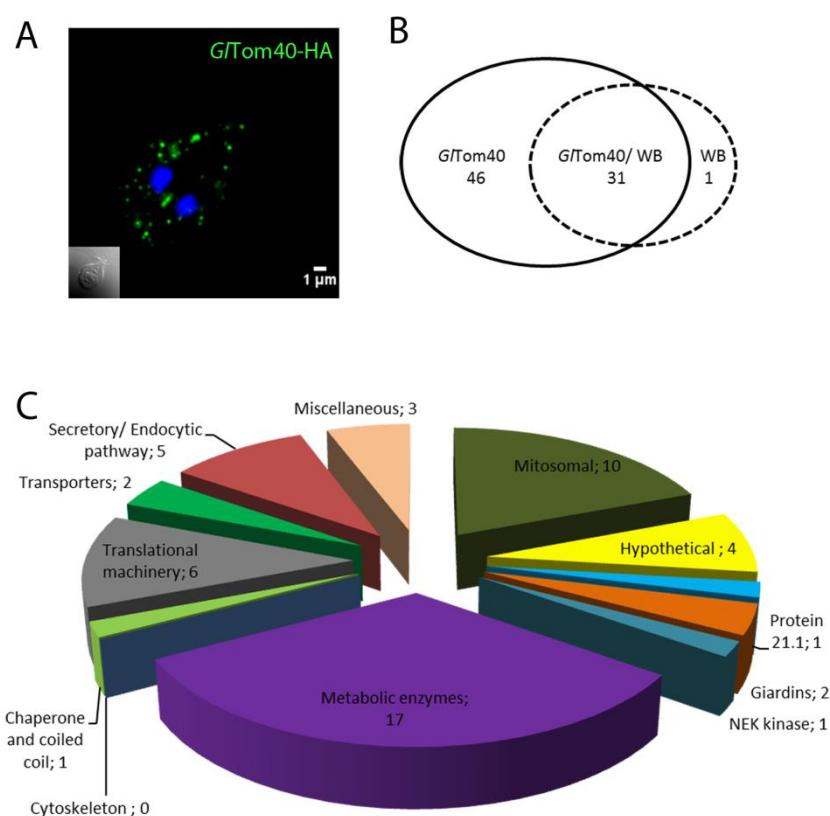 A
GlTom40-HA
1 µm
B
GlTom40
46
GlTom40/ WB
31
WB
1
C
Miscellaneous; 3
Secretory/ Endocytic
pathway; 5
Transporters; 2
Translational
machinery; 6
Chaperone
and coiled
coil; 1
Cytoskeleton ; 0
Metabolic enzymes;
17
Mitosomal; 10
Hypothetical ; 4
Protein
21.1; 1
Giardins; 2
NEK kinase; 1